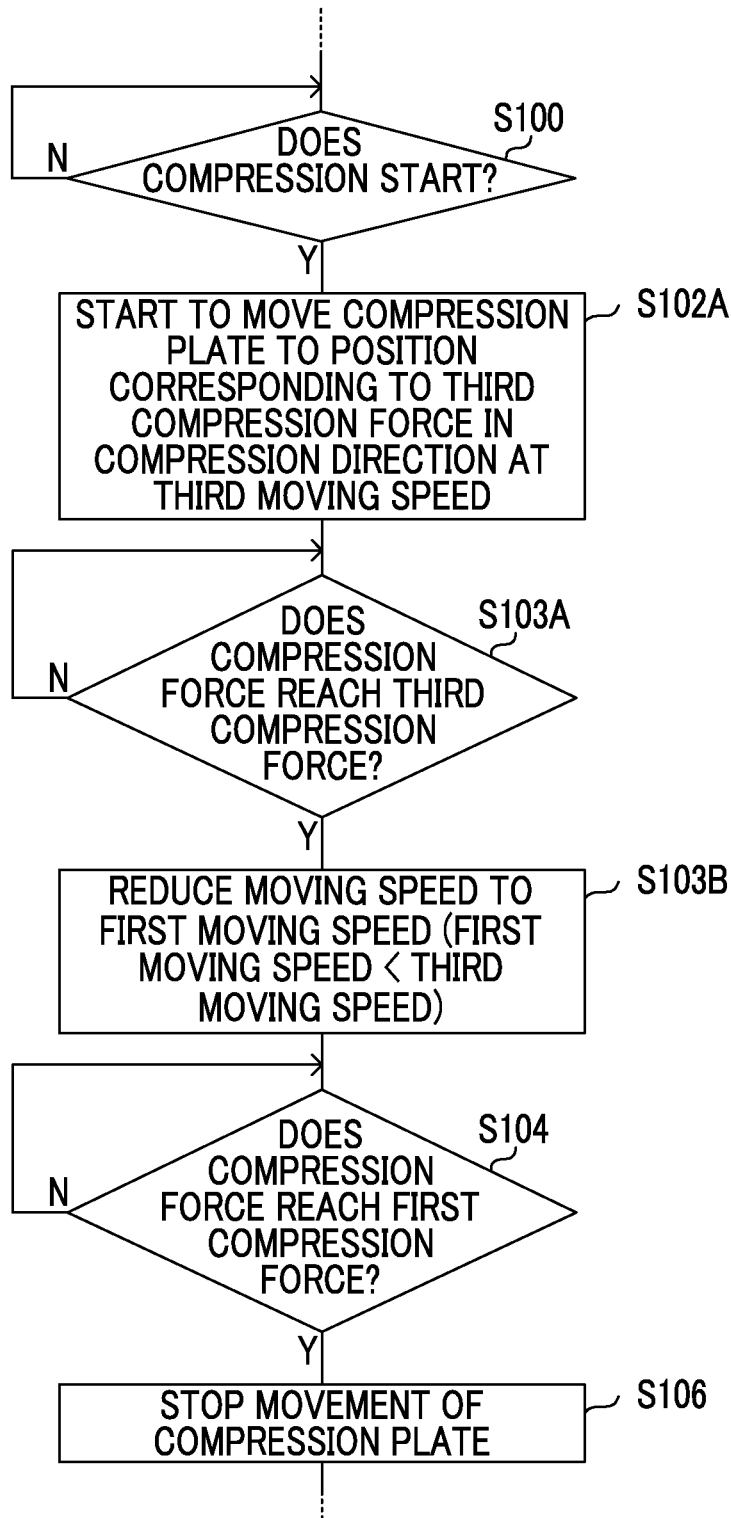 S100
DOES
COMPRESSION START?
N
Y
S102A
START TO MOVE COMPRESSION
PLATE TO POSITION
CORRESPONDING TO THIRD
COMPRESSION FORCE IN
COMPRESSION DIRECTION AT
THIRD MOVING SPEED
S103A
DOES
COMPRESSION
FORCE REACH THIRD
COMPRESSION
FORCE?
N
Y
S103B
REDUCE MOVING SPEED TO
FIRST MOVING SPEED (FIRST
MOVING SPEED < THIRD
MOVING SPEED)
S104
DOES
COMPRESSION
FORCE REACH FIRST
COMPRESSION
FORCE?
N
Y
S106
STOP MOVEMENT OF
COMPRESSION PLATE